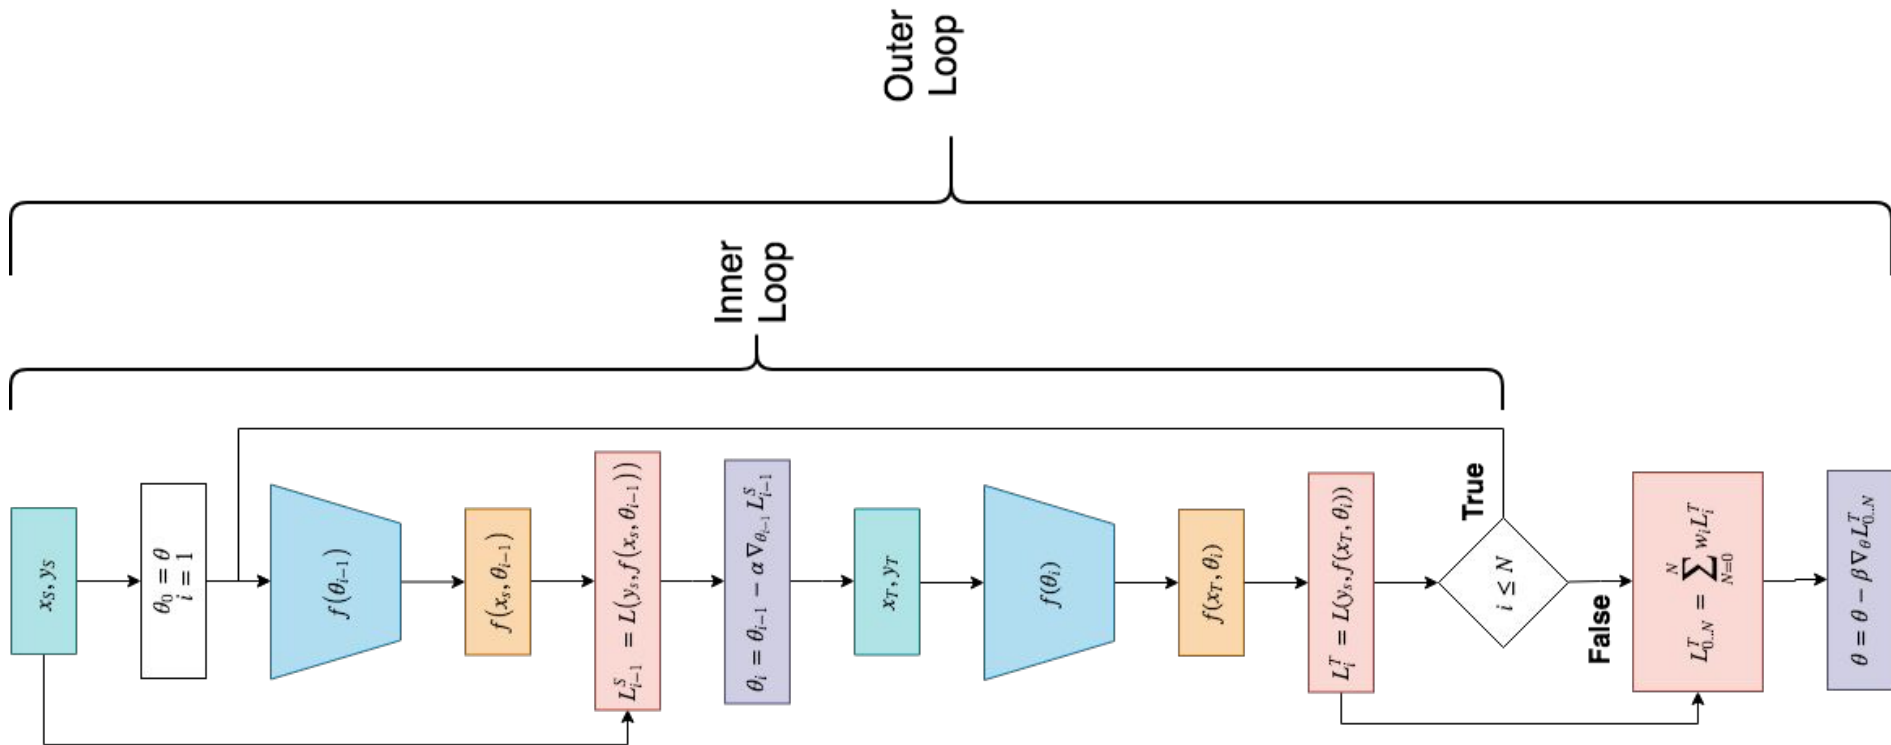 Outer
Loop
Inner
Loop
x_S, y_S
θ_0 = θ
i = 1
f(θ_{i−1})
f(x_s, θ_{i−1})
L^S_{i−1} = L(y_s, f(x_s, θ_{i−1}))
θ_i = θ_{i−1} − α∇_{θ_{i−1}} L^S_{i−1}
x_T, y_T
f(θ_i)
f(x_T, θ_i)
L^T_i = L(y_s, f(x_T, θ_i))
i ≤ N
True
False
L^T_{0..N} = ∑_{N=0}^{N} w_i L^T_i
θ = θ − β∇_θ L^T_{0..N}